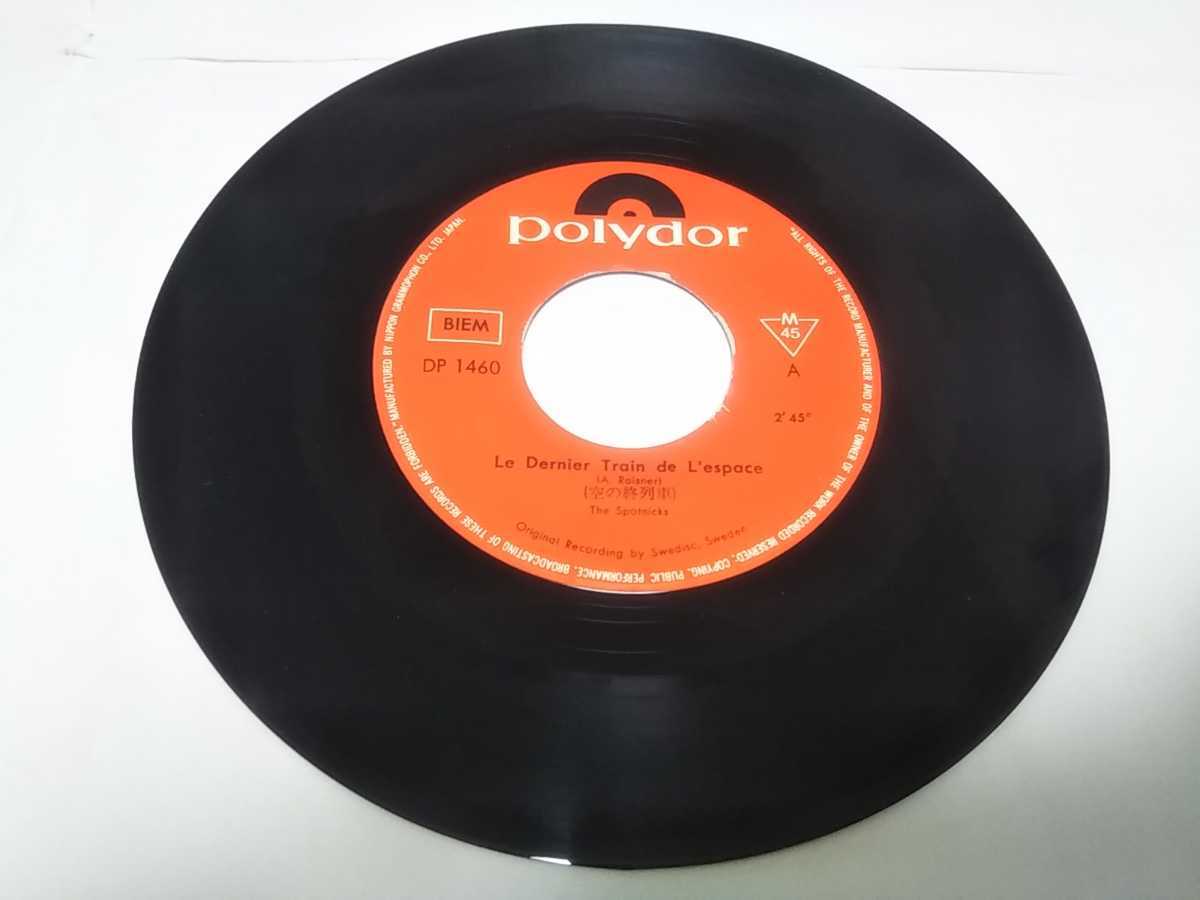 polydor
BIEM
DP 1460
M
45
A
2' 45"
Le Dernier Train de L'espace
(A. Raisner)
(空の終列車)
The Spotnicks
Original Recording by Swedisc, Sweden
"ALL RIGHTS OF THE RECORD MANUFACTURER AND OF THE OWNER OF THE WORK RECORDED RESERVED. COPYING, PUBLIC PERFORMANCE, BROADCASTING OF THESE RECORDS ARE FORBIDDEN." MANUFACTURED BY NIPPON GRAMMOPHON CO., LTD. JAPAN.